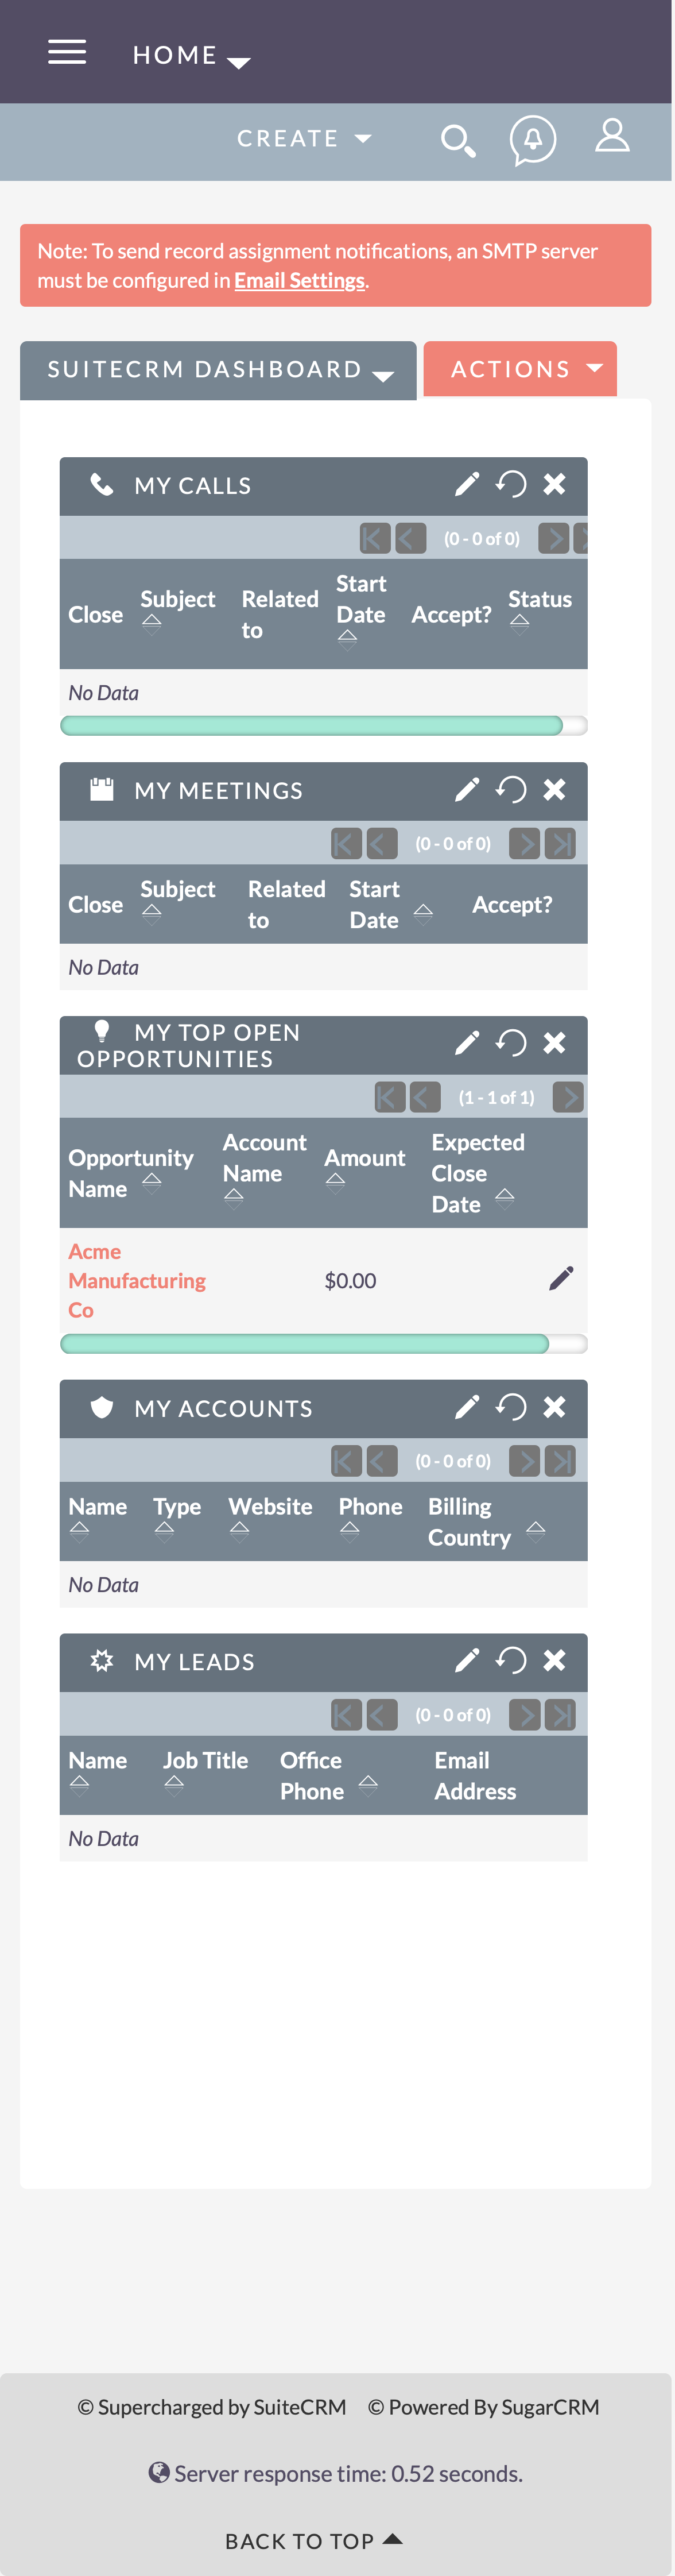 HOME
CREATE
Note: To send record assignment notifications, an SMTP server
must be configured in Email Settings.
SUITECRM DASHBOARD
ACTIONS
MY CALLS
(0 - 0 of 0)
Close Subject Related to Start Date Accept? Status
No Data
MY MEETINGS
(0 - 0 of 0)
Close Subject Related to Start Date Accept?
No Data
MY TOP OPEN
OPPORTUNITIES
(1 - 1 of 1)
Opportunity Name Account Name Amount Expected Close Date
Acme
Manufacturing $0.00
Co
MY ACCOUNTS
(0 - 0 of 0)
Name Type Website Phone Billing Country
No Data
MY LEADS
(0 - 0 of 0)
Name Job Title Office Phone Email Address
No Data
© Supercharged by SuiteCRM © Powered By SugarCRM
Server response time: 0.52 seconds.
BACK TO TOP